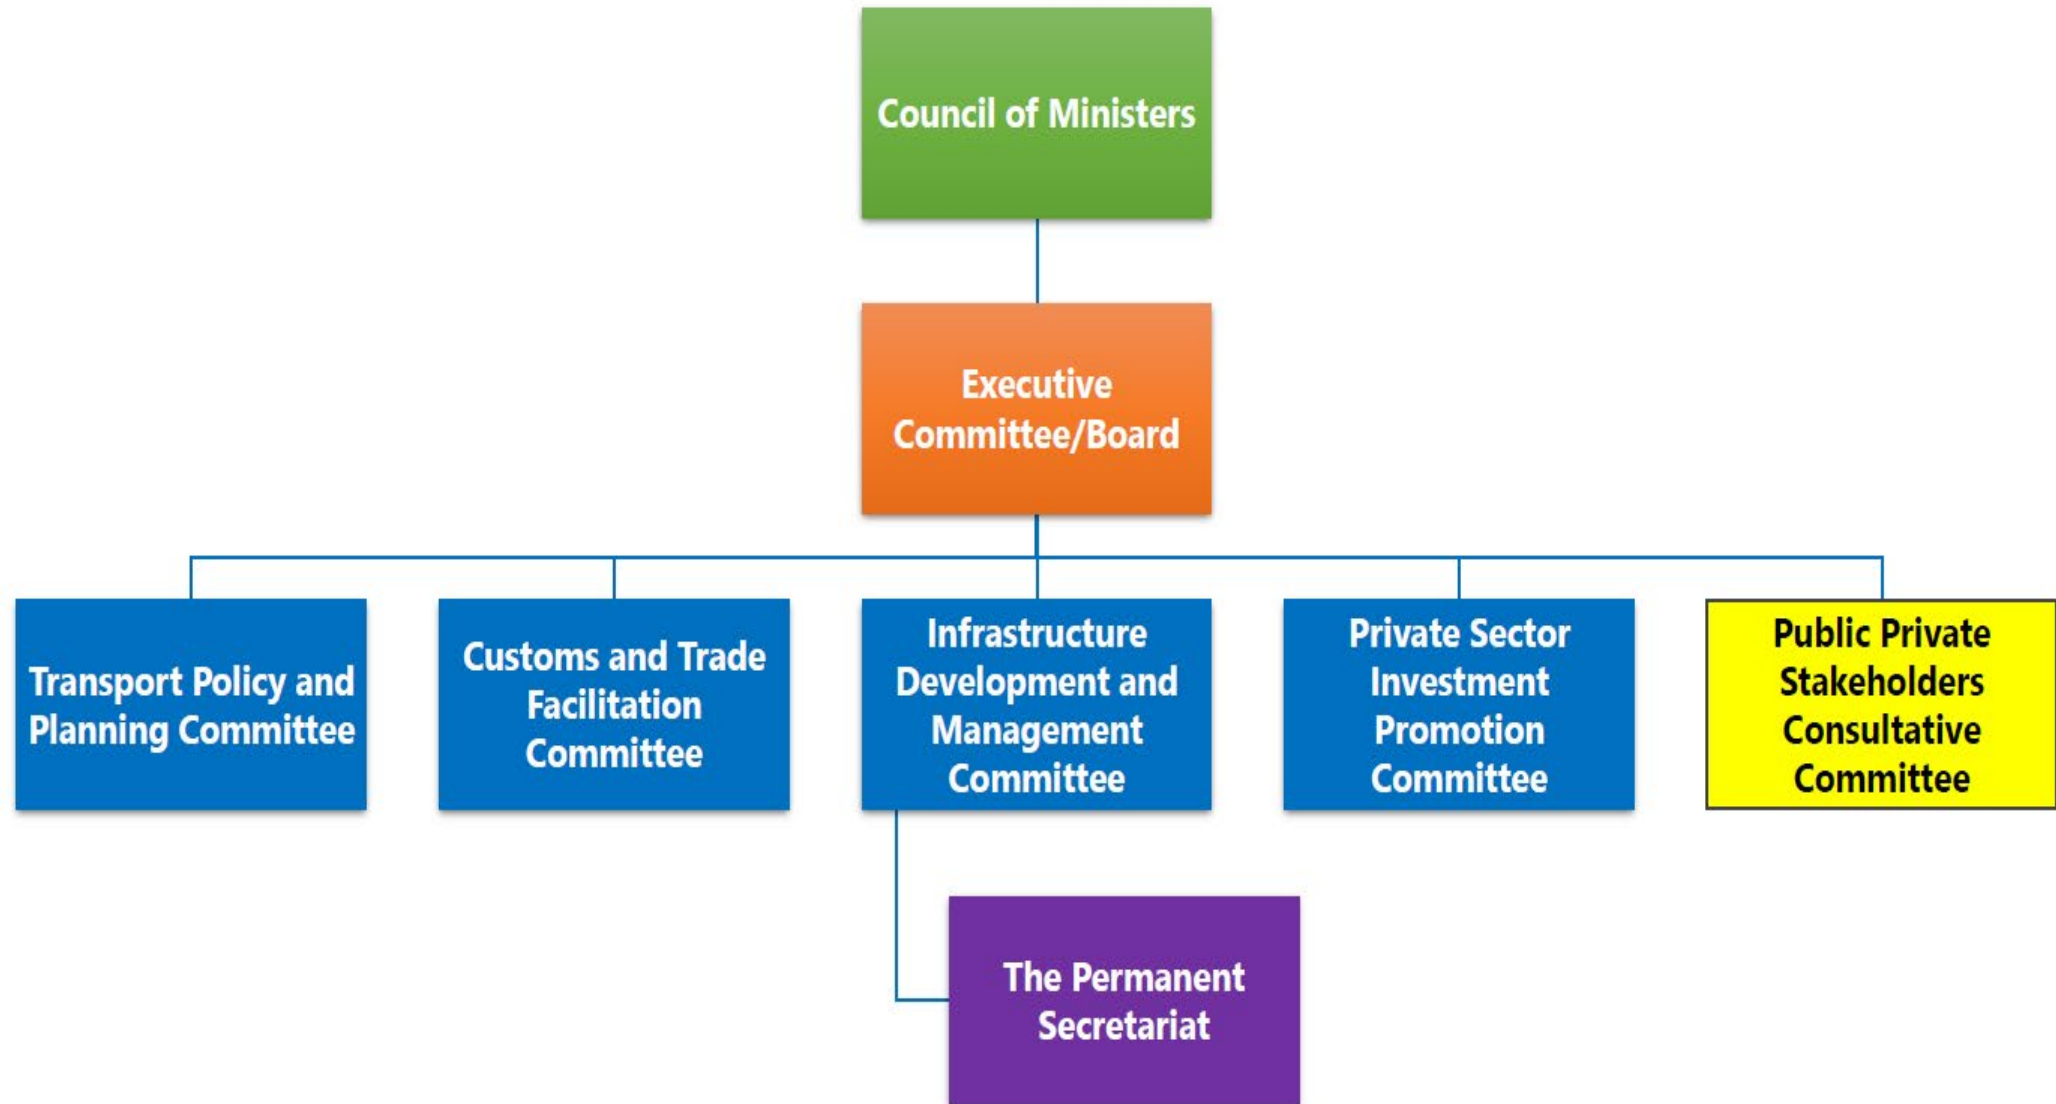 Council of Ministers
Executive
Committee/Board
Transport Policy and
Planning Committee
Customs and Trade
Facilitation
Committee
Infrastructure
Development and
Management
Committee
Private Sector
Investment
Promotion
Committee
Public Private
Stakeholders
Consultative
Committee
The Permanent
Secretariat